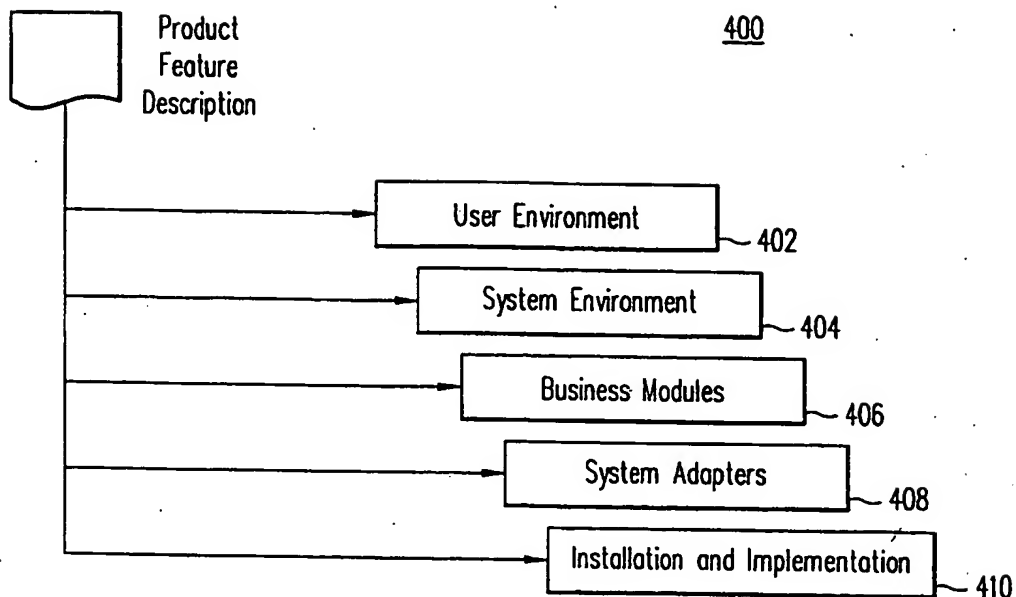 Product
Feature
Description
400
User Environment
402
System Environment
404
Business Modules
406
System Adapters
408
Installation and Implementation
410